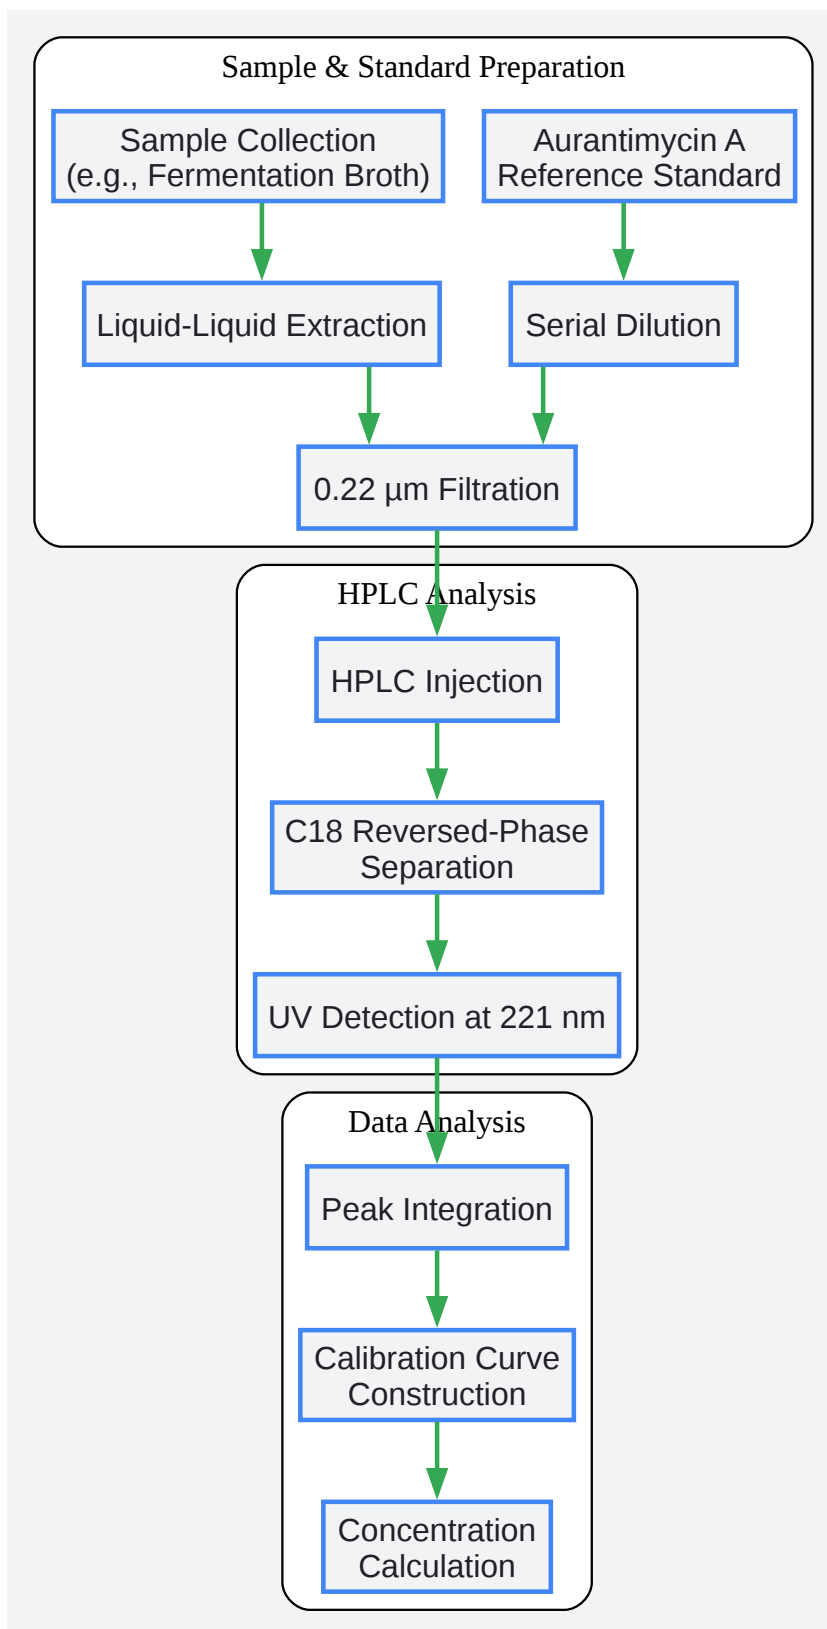 Sample & Standard Preparation
Sample Collection
(e.g., Fermentation Broth)
Aurantimycin A
Reference Standard
Liquid-Liquid Extraction
Serial Dilution
0.22 µm Filtration
HPLC Analysis
HPLC Injection
C18 Reversed-Phase
Separation
UV Detection at 221 nm
Data Analysis
Peak Integration
Calibration Curve
Construction
Concentration
Calculation